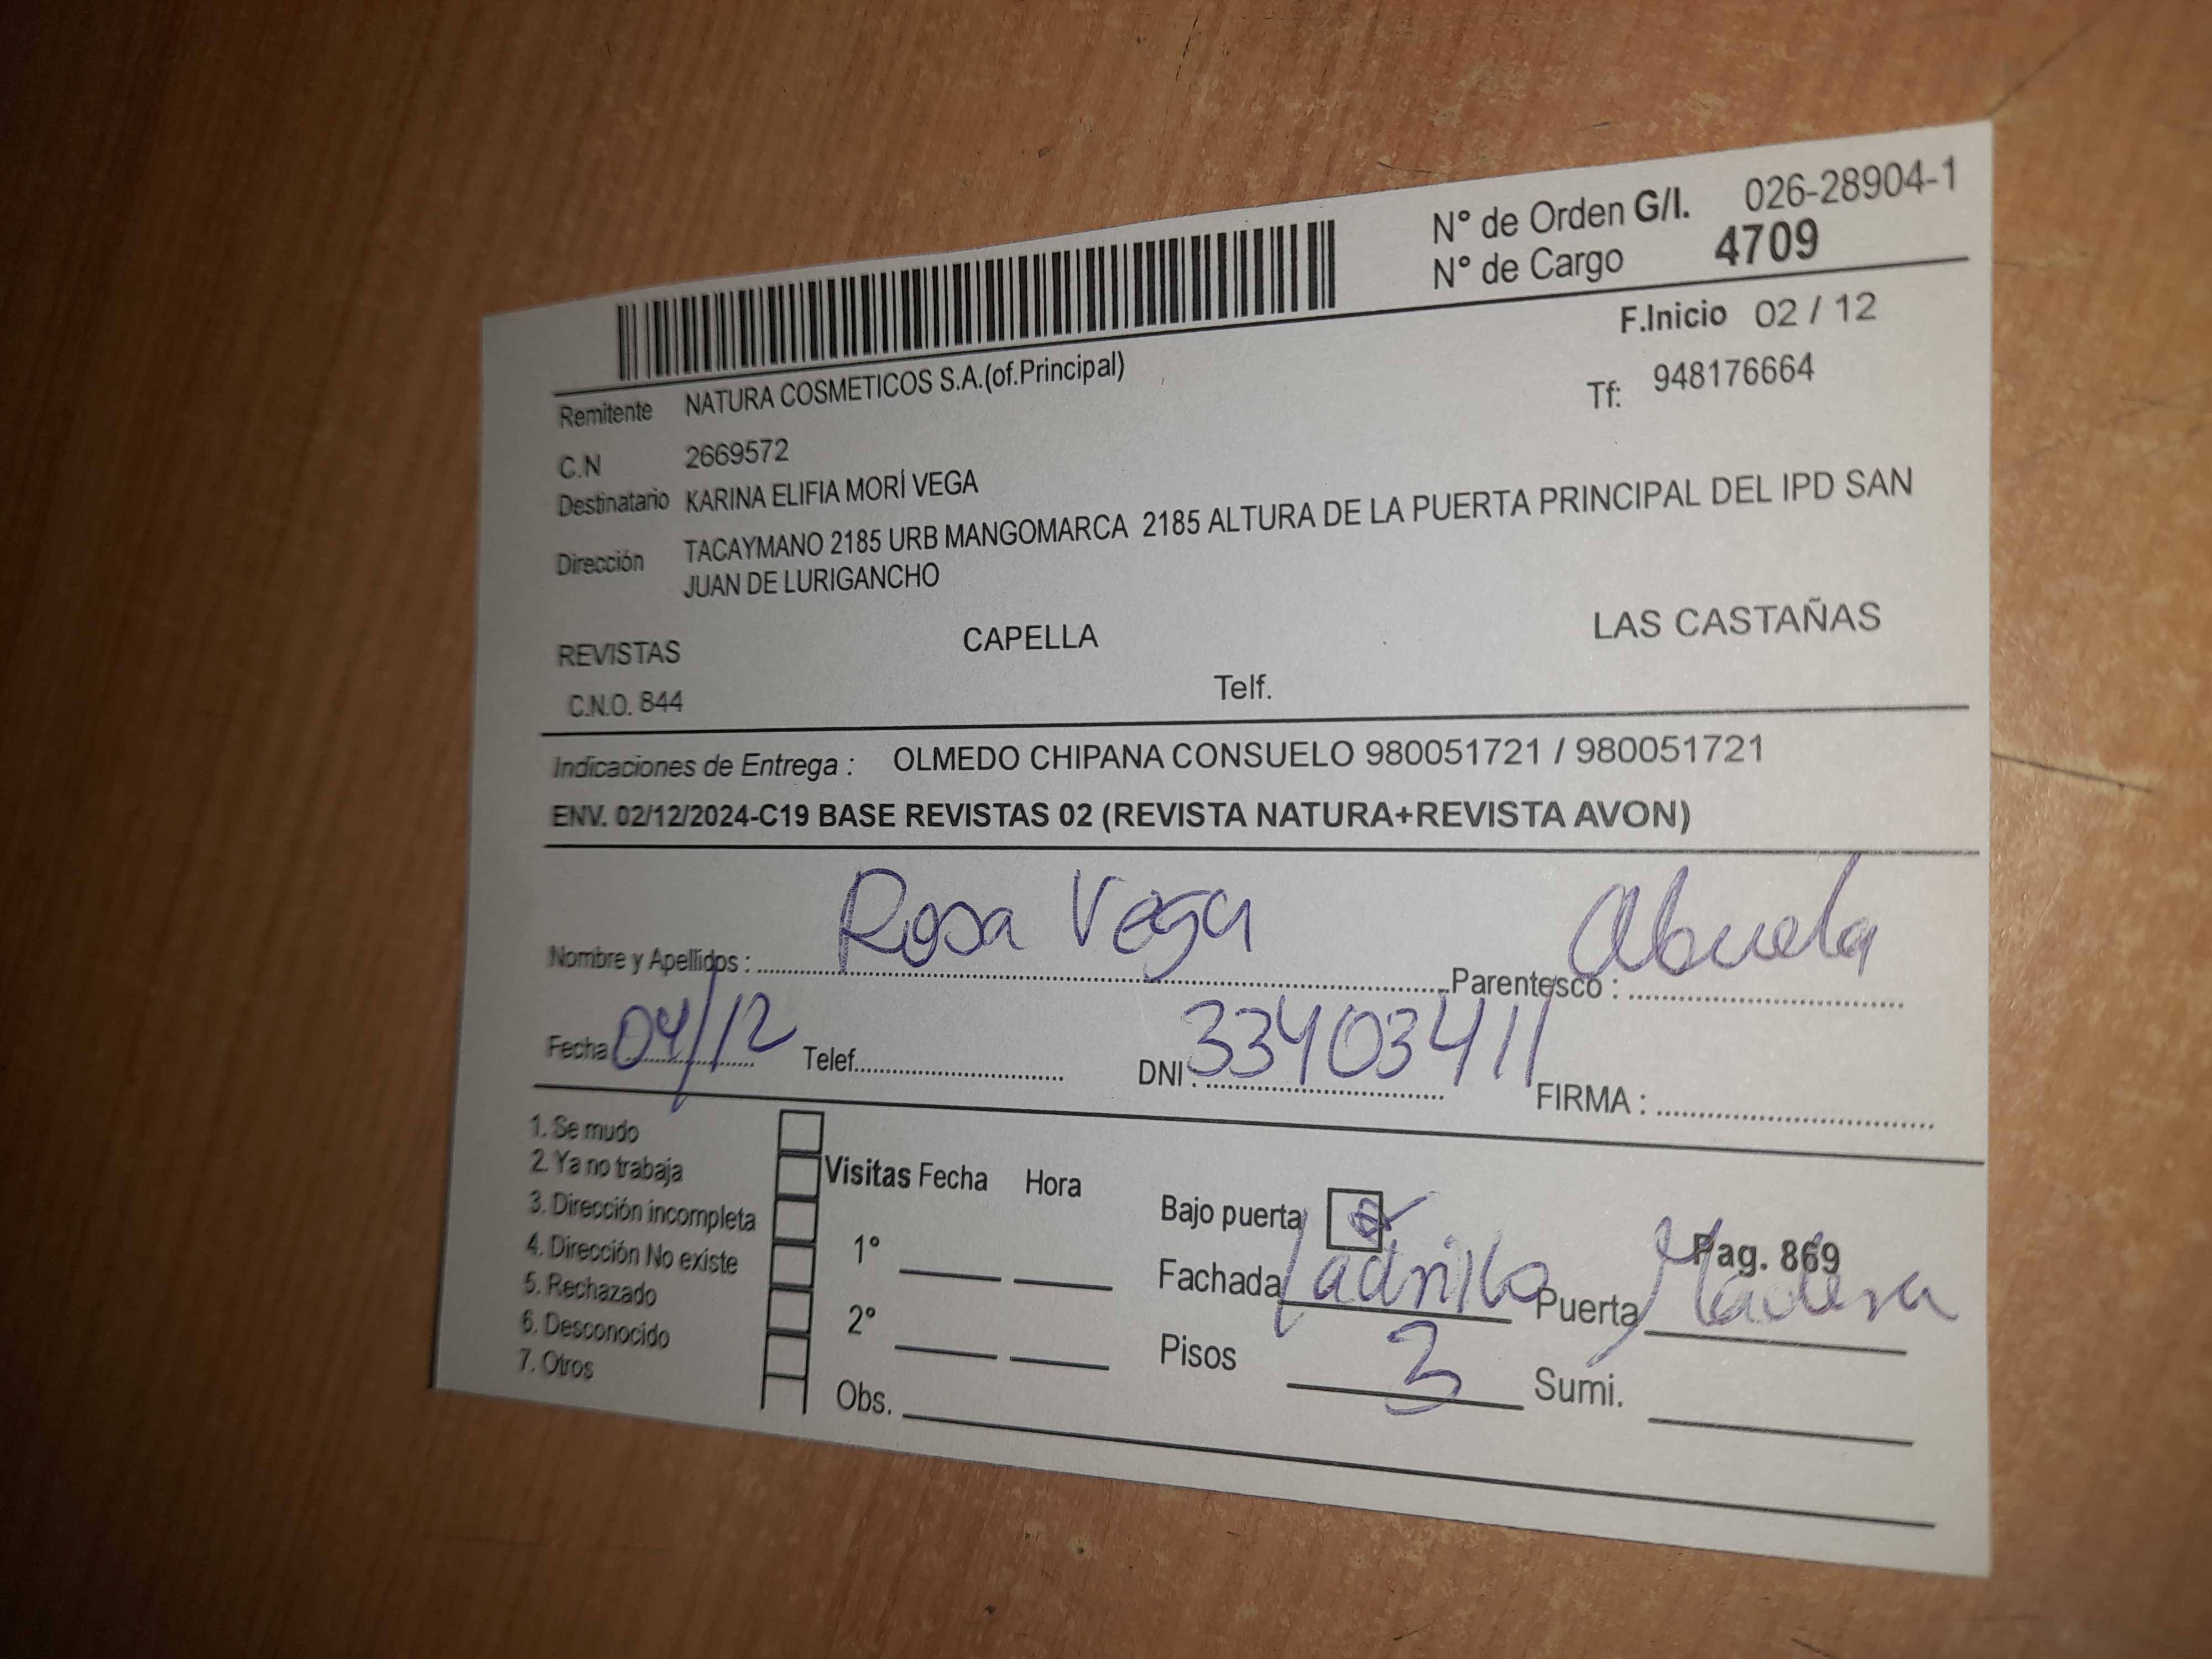 N° de Orden G/I. 026-28904-1
N° de Cargo 4709
F.Inicio 02 / 12
Remitente NATURA COSMETICOS S.A.(of.Principal)
Tf: 948176664
C.N 2669572
Destinatario KARINA ELIFIA MORÍ VEGA
Dirección TACAYMANO 2185 URB MANGOMARCA 2185 ALTURA DE LA PUERTA PRINCIPAL DEL IPD SAN
JUAN DE LURIGANCHO
REVISTAS CAPELLA LAS CASTAÑAS
C.N.O. 844 Telf.
Indicaciones de Entrega : OLMEDO CHIPANA CONSUELO 980051721 / 980051721
ENV. 02/12/2024-C19 BASE REVISTAS 02 (REVISTA NATURA+REVISTA AVON)
Nombre y Apellidos : Rosa Vega Parentesco : Abuela
Fecha 04/12 Telef. DNI : 33403411 FIRMA :
1. Se mudo
2. Ya no trabaja
3. Dirección incompleta
4. Dirección No existe
5. Rechazado
6. Desconocido
7. Otros
Visitas Fecha Hora
1°
2°
Obs.
Bajo puerta
Pag. 869
Fachada Ladrillo Puerta Madera
Pisos 3 Sumi.